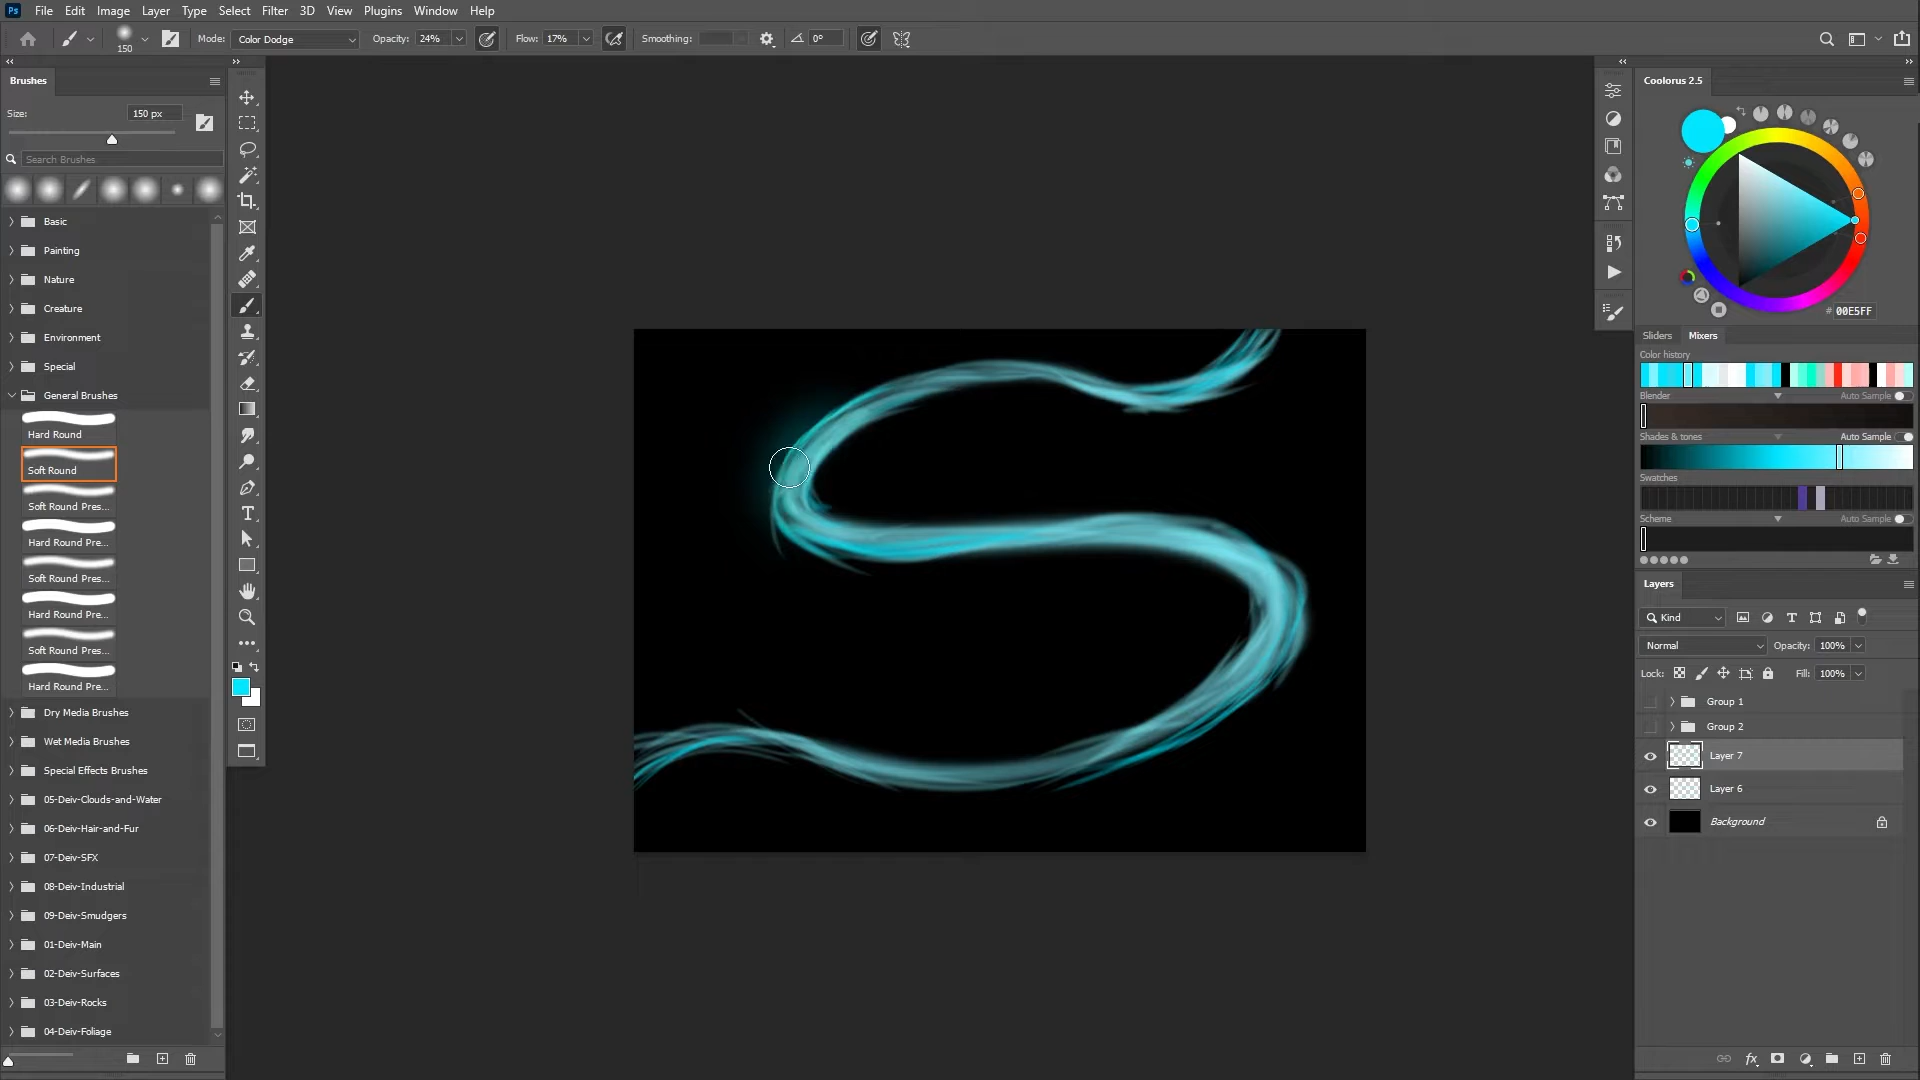 Ps File Edit Image Layer Type Select Filter 3D View Plugins Window Help
150 Mode: Color Dodge Opacity: 24% Flow: 17% Smoothing: 0°
Brushes
Size: 150 px
Search Brushes
Basic
Painting
Nature
Creature
Environment
Special
General Brushes
Hard Round
Soft Round
Soft Round Pres...
Hard Round Pre...
Soft Round Pres...
Hard Round Pre...
Soft Round Pres...
Hard Round Pre...
Dry Media Brushes
Wet Media Brushes
Special Effects Brushes
05-Deiv-Clouds-and-Water
06-Deiv-Hair-and-Fur
07-Deiv-SFX
08-Deiv-Industrial
09-Deiv-Smudgers
01-Deiv-Main
02-Deiv-Surfaces
03-Deiv-Rocks
04-Deiv-Foliage
Coolorus 2.5
# 00E5FF
Sliders Mixers
Color history
Blender Auto Sample
Shades & tones Auto Sample
Swatches
Scheme Auto Sample
Layers
Kind
Normal Opacity: 100%
Lock: Fill: 100%
Group 1
Group 2
Layer 7
Layer 6
Background